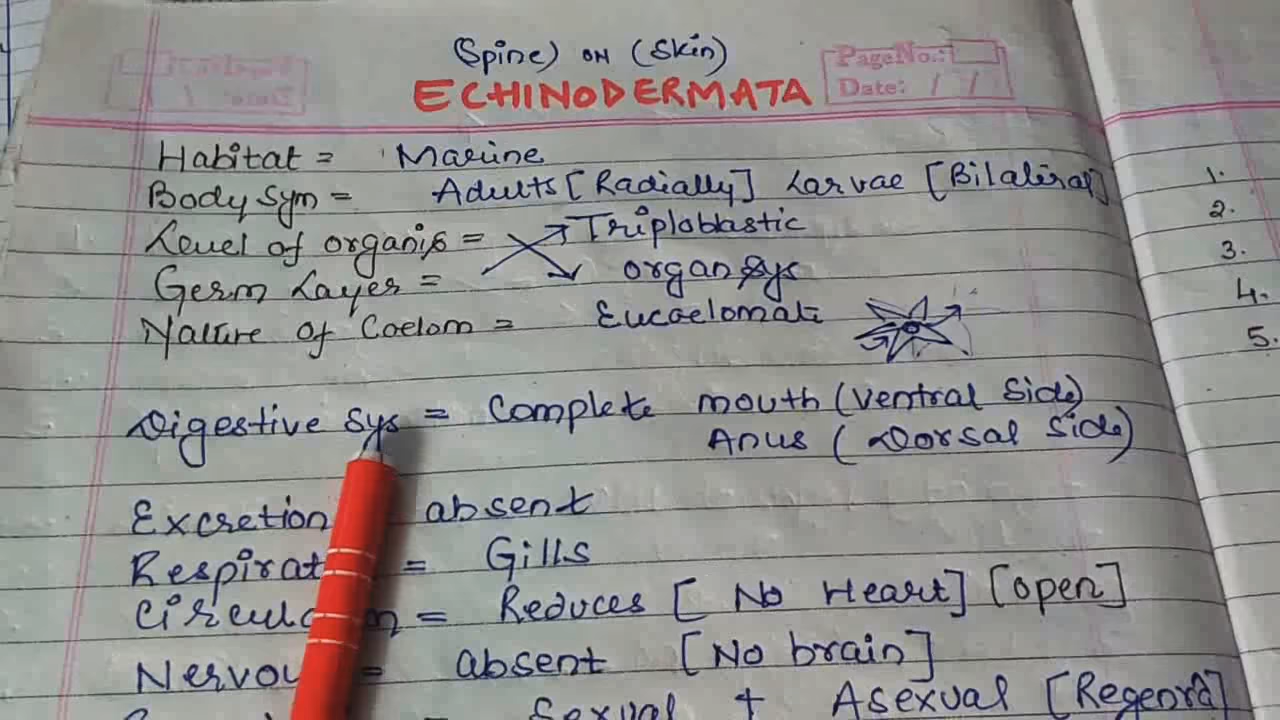 (Spine) on (Skin)
ECHINODERMATA
PageNo.:
Date: / /
Habitat = Marine
Body Sym = Adults [Radially] Larvae [Bilateral]
Level of organis = Triploblastic
Germ Layer = organ sys
Nature of Coelom = Eucoelomate
Digestive Sys = Complete mouth (Ventral Side)
Anus (Dorsal Side)
Excretion absent
Respirat = Gills
Circula n = Reduces [No Heart] [open]
Nervou = absent [No brain]
= Sexual + Asexual
1.
2.
3.
4.
5.